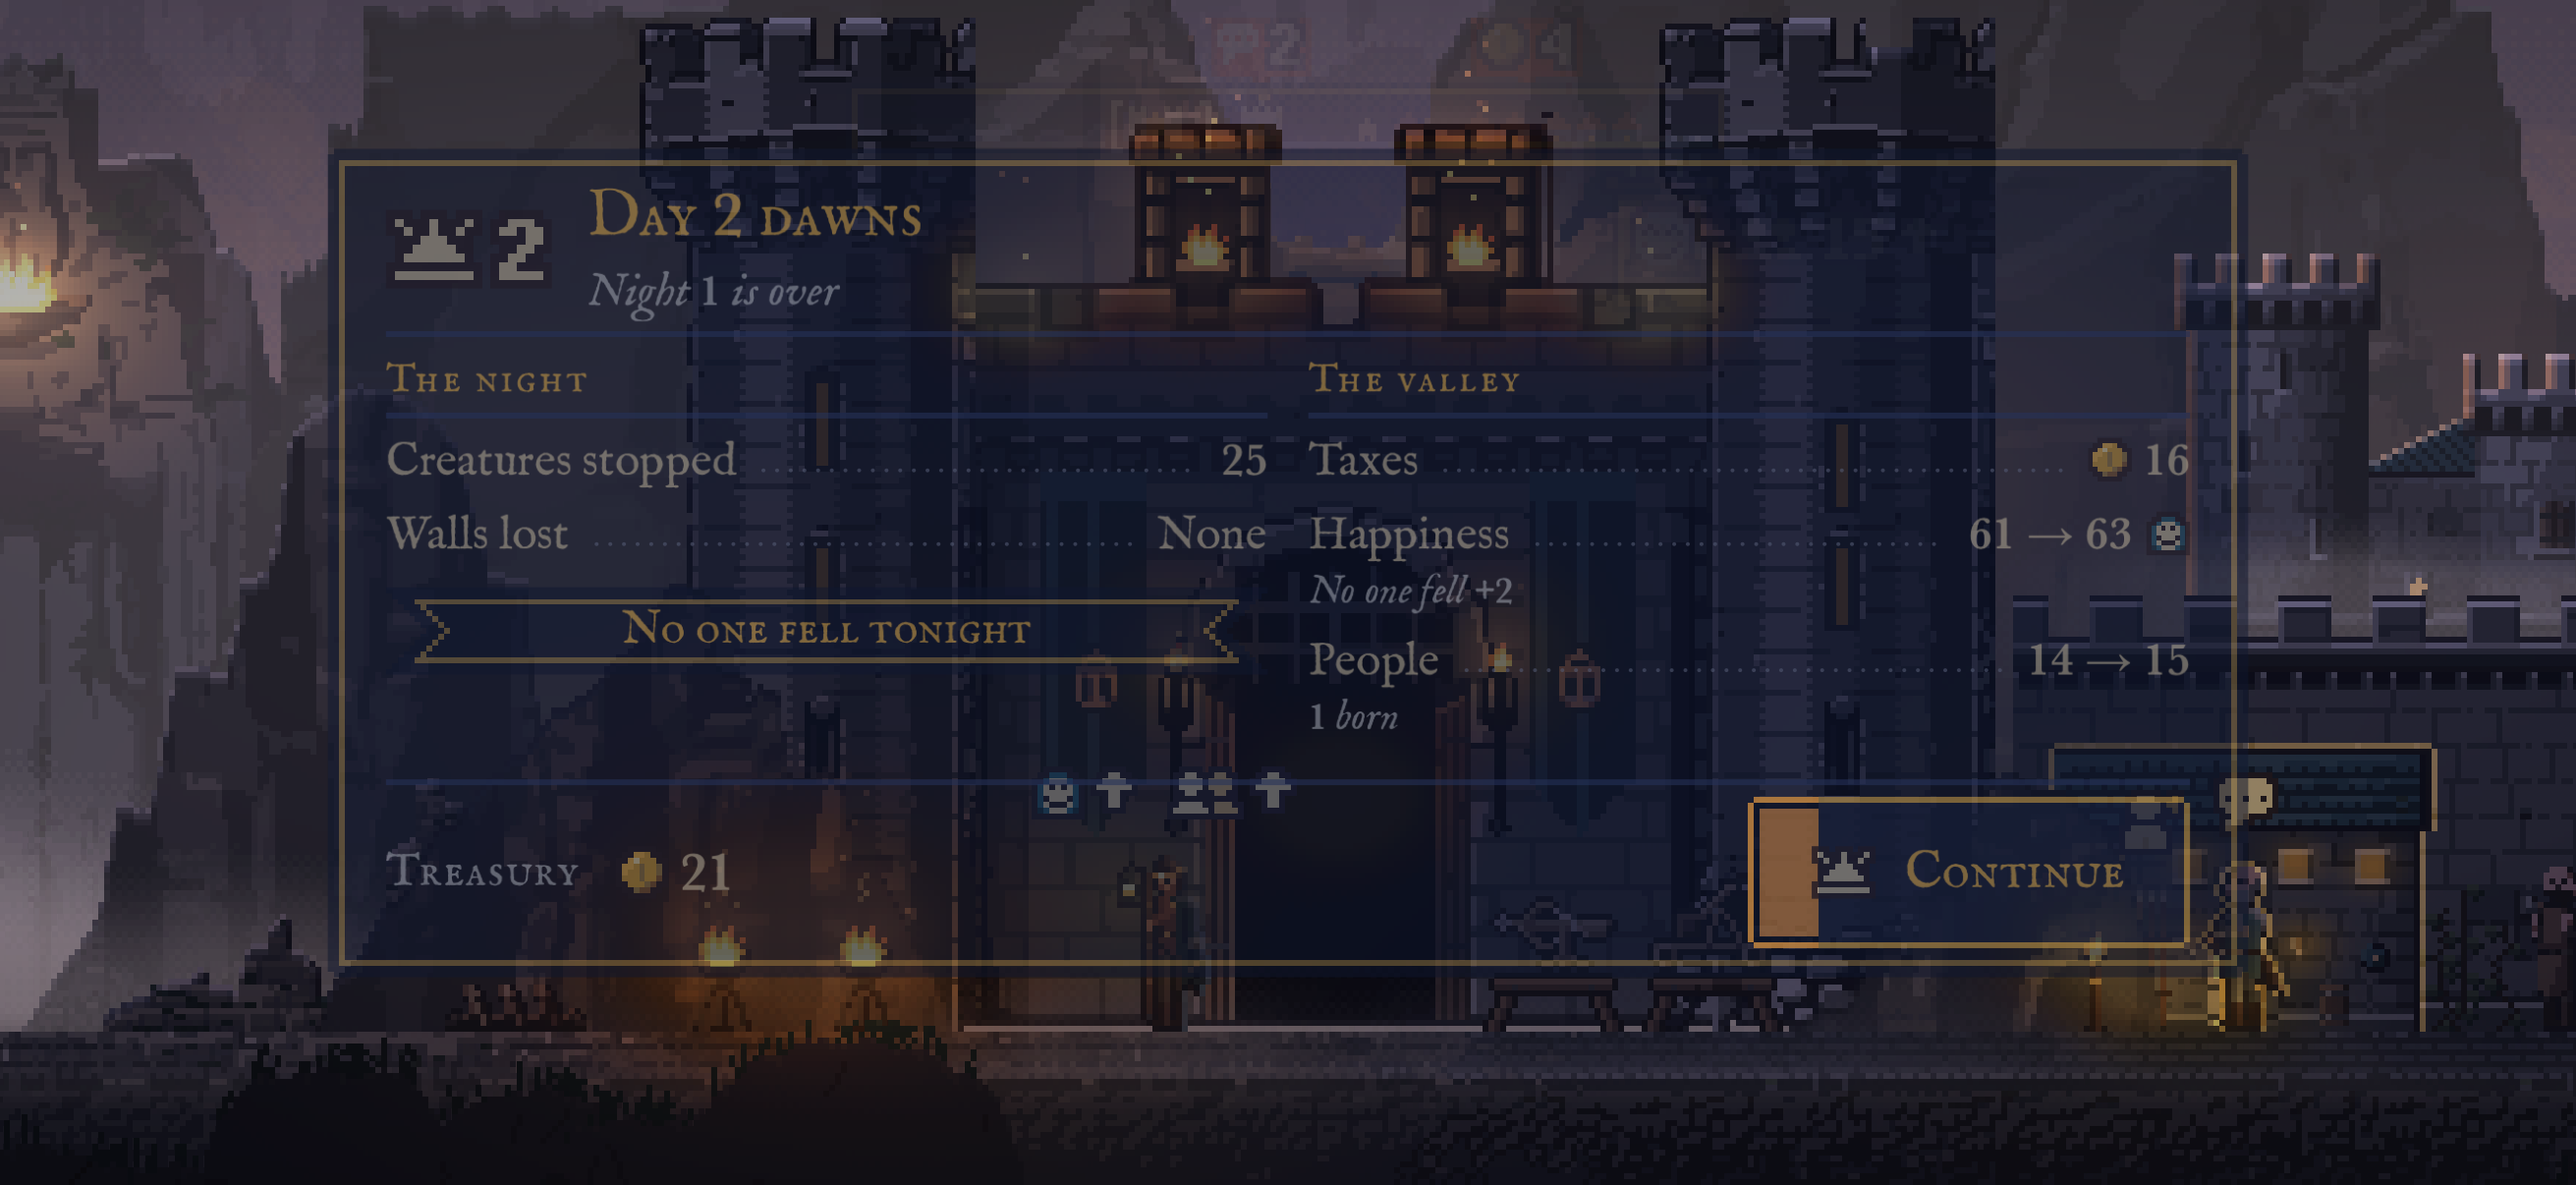 2
4
2
Day 2 dawns
Night 1 is over
The night
Creatures stopped 25
Walls lost None
No one fell tonight
The valley
Taxes 16
Happiness 61 → 63
No one fell +2
People 14 → 15
1 born
Treasury 21
Continue